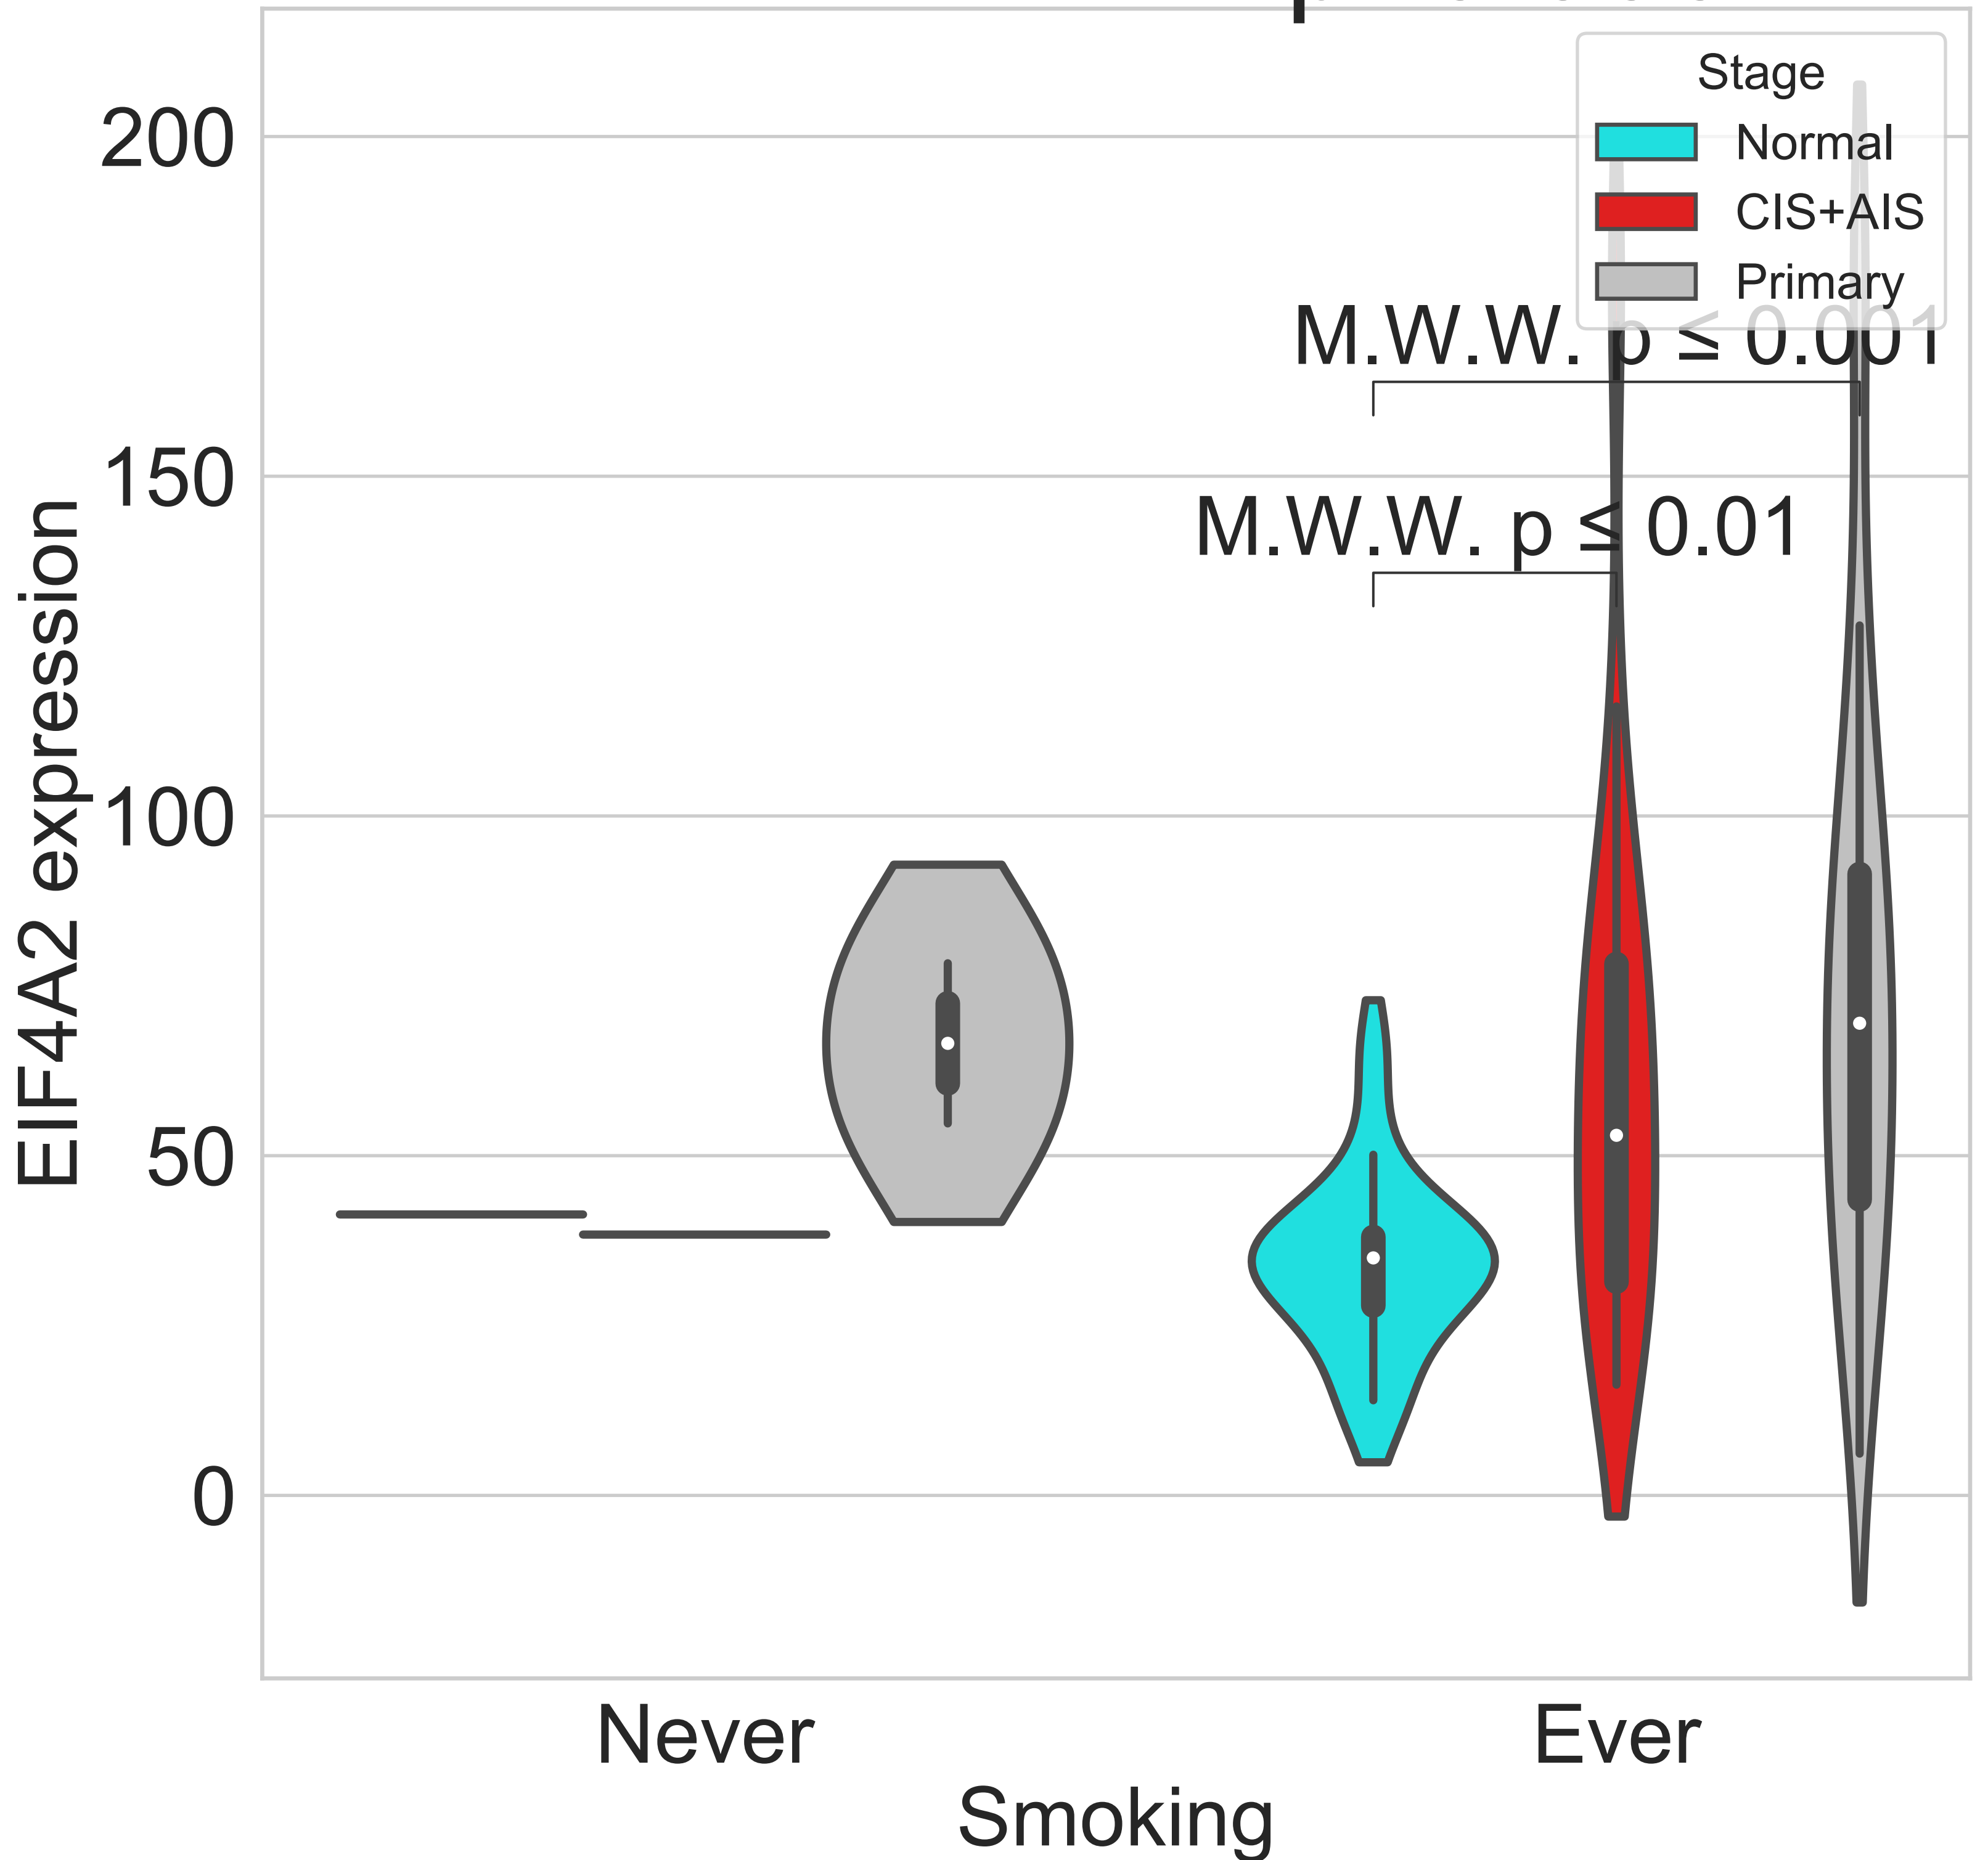 Stage
Normal
CIS+AIS
Primary
M.W.W. p ≤ 0.001
M.W.W. p ≤ 0.01
EIF4A2 expression
200
150
100
50
0
Never
Ever
Smoking